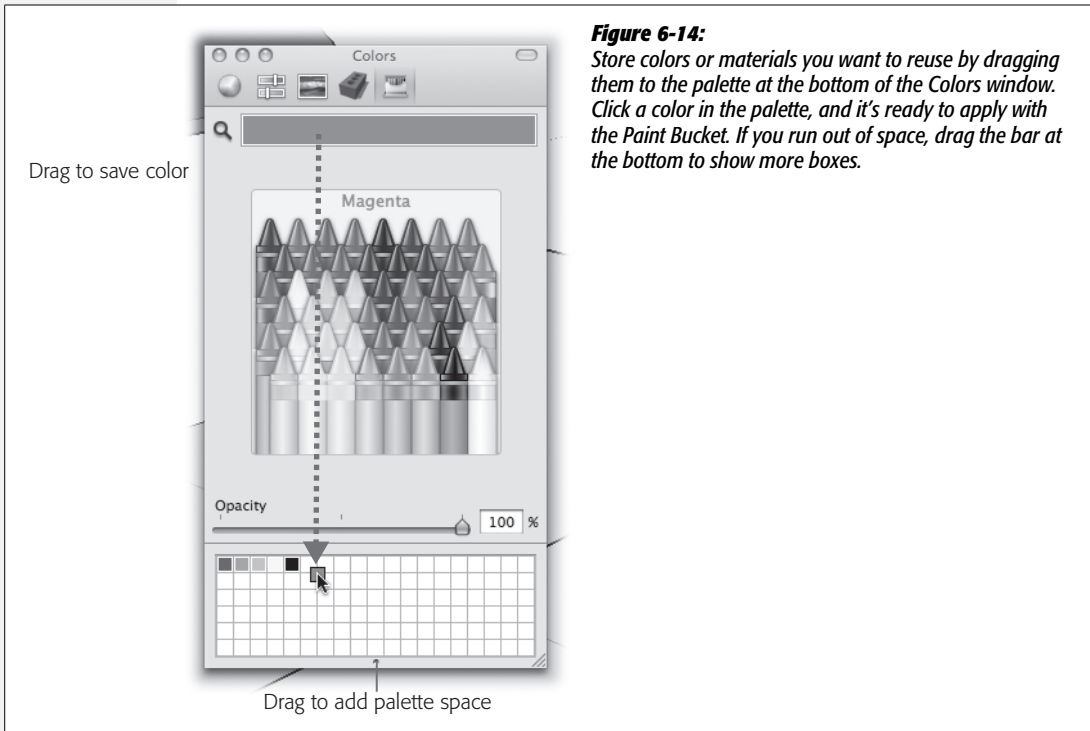 Figure 6-14:
Store colors or materials you want to reuse by dragging
them to the palette at the bottom of the Colors window.
Click a color in the palette, and it's ready to apply with
the Paint Bucket. If you run out of space, drag the bar at
the bottom to show more boxes.
Colors
Drag to save color
Magenta
Opacity
100 %
Drag to add palette space